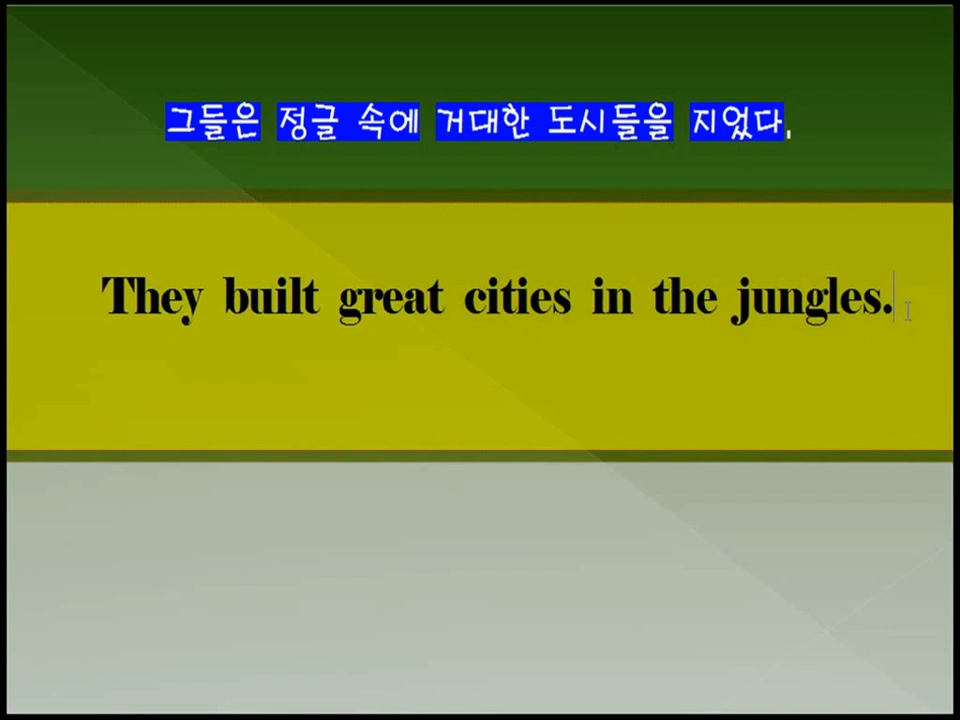 그들은 정글 속에 거대한 도시들을 지었다.
They built great cities in the jungles.